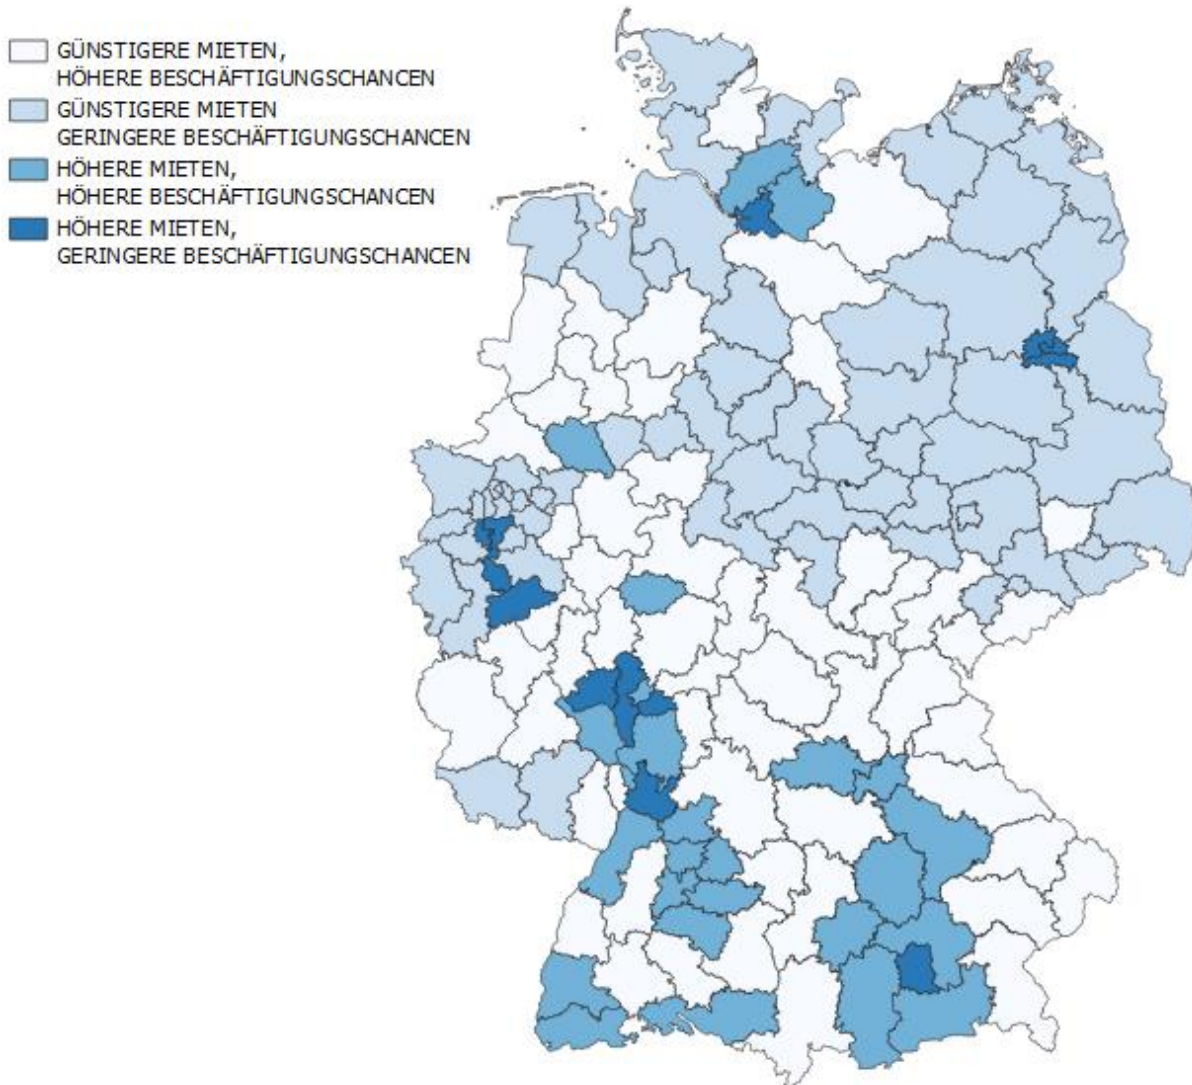 GÜNSTIGERE MIETEN,
HÖHERE BESCHÄFTIGUNGSCHANCEN
GÜNSTIGERE MIETEN
GERINGERE BESCHÄFTIGUNGSCHANCEN
HÖHERE MIETEN,
HÖHERE BESCHÄFTIGUNGSCHANCEN
HÖHERE MIETEN,
GERINGERE BESCHÄFTIGUNGSCHANCEN